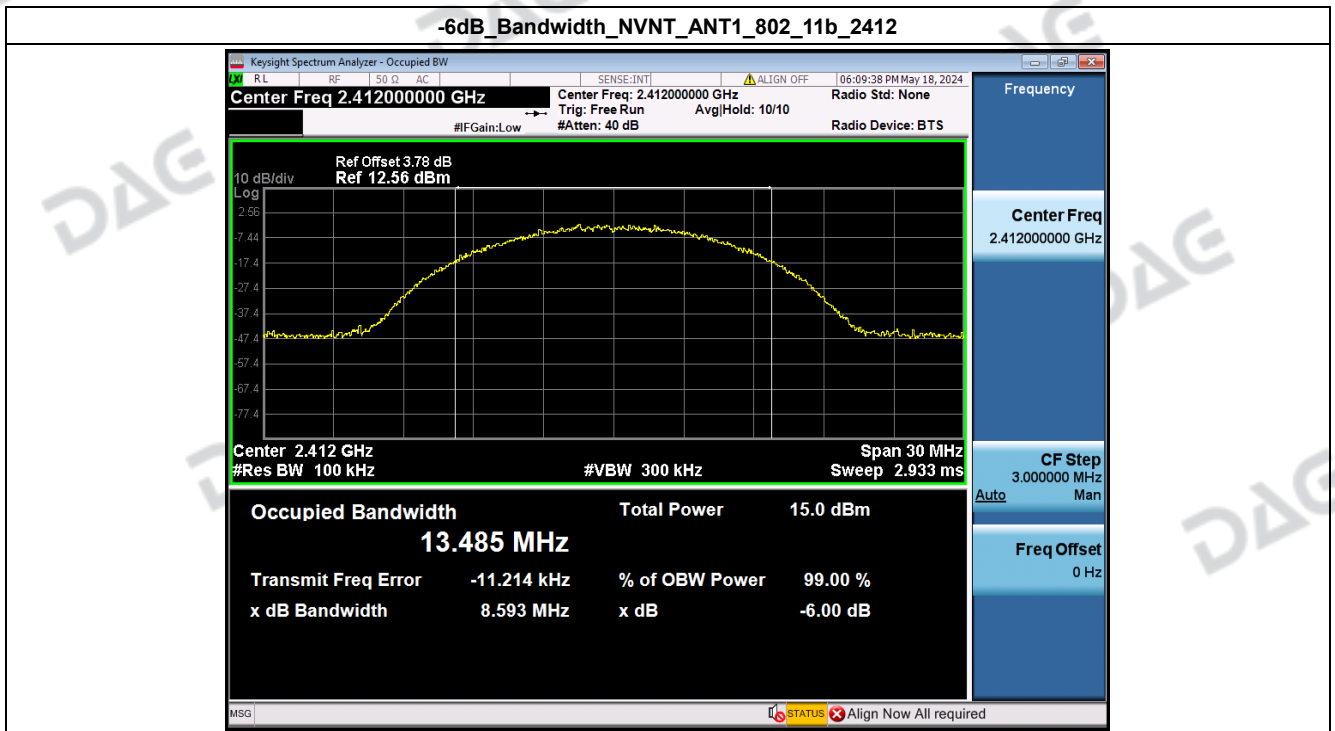 -6dB_Bandwidth_NVNT_ANT1_802_11b_2412
Keysight Spectrum Analyzer - Occupied BW
LXI RL RF 50 Ω AC SENSE:INT ALIGN OFF 06:09:38 PM May 18, 2024
Center Freq 2.412000000 GHz Center Freq: 2.412000000 GHz Radio Std: None
Trig: Free Run Avg|Hold: 10/10
#IFGain:Low #Atten: 40 dB Radio Device: BTS
Frequency
Ref Offset 3.78 dB
10 dB/div Ref 12.56 dBm
Log
2.56
-7.44
-17.4
-27.4
-37.4
-47.4
-57.4
-67.4
-77.4
Center 2.412 GHz Span 30 MHz
#Res BW 100 kHz #VBW 300 kHz Sweep 2.933 ms
Occupied Bandwidth Total Power 15.0 dBm
13.485 MHz
Transmit Freq Error -11.214 kHz % of OBW Power 99.00 %
x dB Bandwidth 8.593 MHz x dB -6.00 dB
Center Freq
2.412000000 GHz
CF Step
3.000000 MHz
Auto Man
Freq Offset
0 Hz
MSG STATUS Align Now All required
DAG
DAG
DAG
DAG